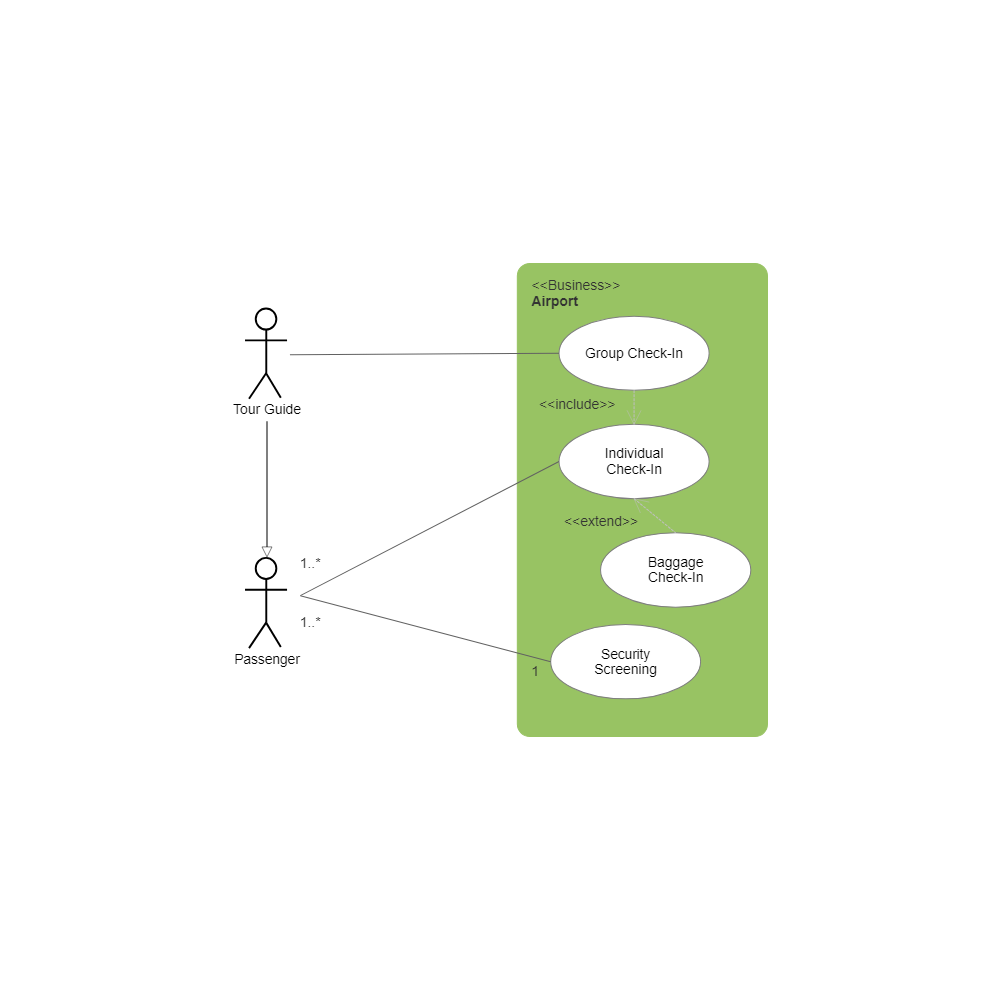 <<Business>>
Airport
Group Check-In
Tour Guide
<<include>>
Individual
Check-In
<<extend>>
Baggage
Check-In
1..*
1..*
Passenger
Security
Screening
1